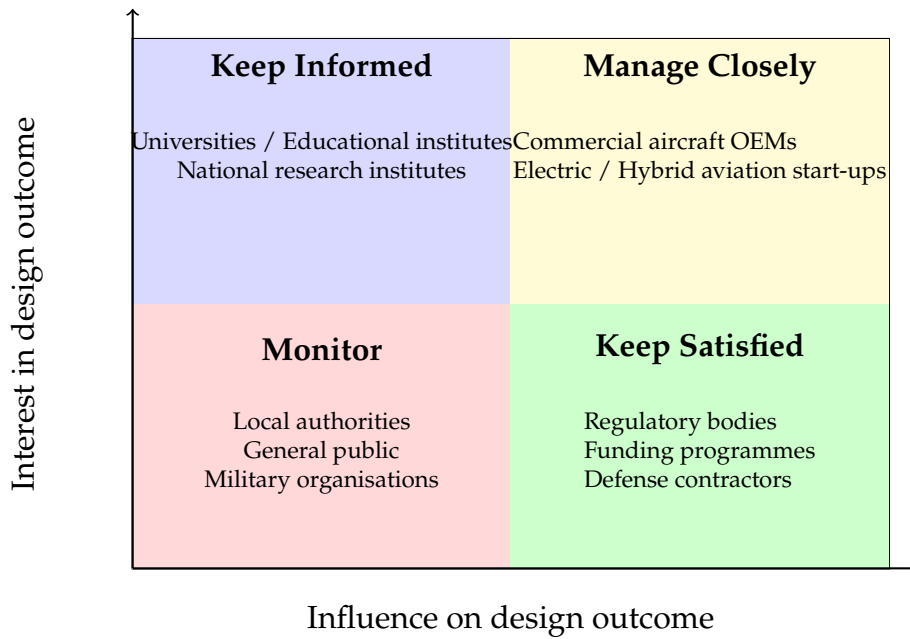 Interest in design outcome
Keep Informed
Universities / Educational institutes
National research institutes
Manage Closely
Commercial aircraft OEMs
Electric / Hybrid aviation start-ups
Monitor
Local authorities
General public
Military organisations
Keep Satisfied
Regulatory bodies
Funding programmes
Defense contractors
Influence on design outcome